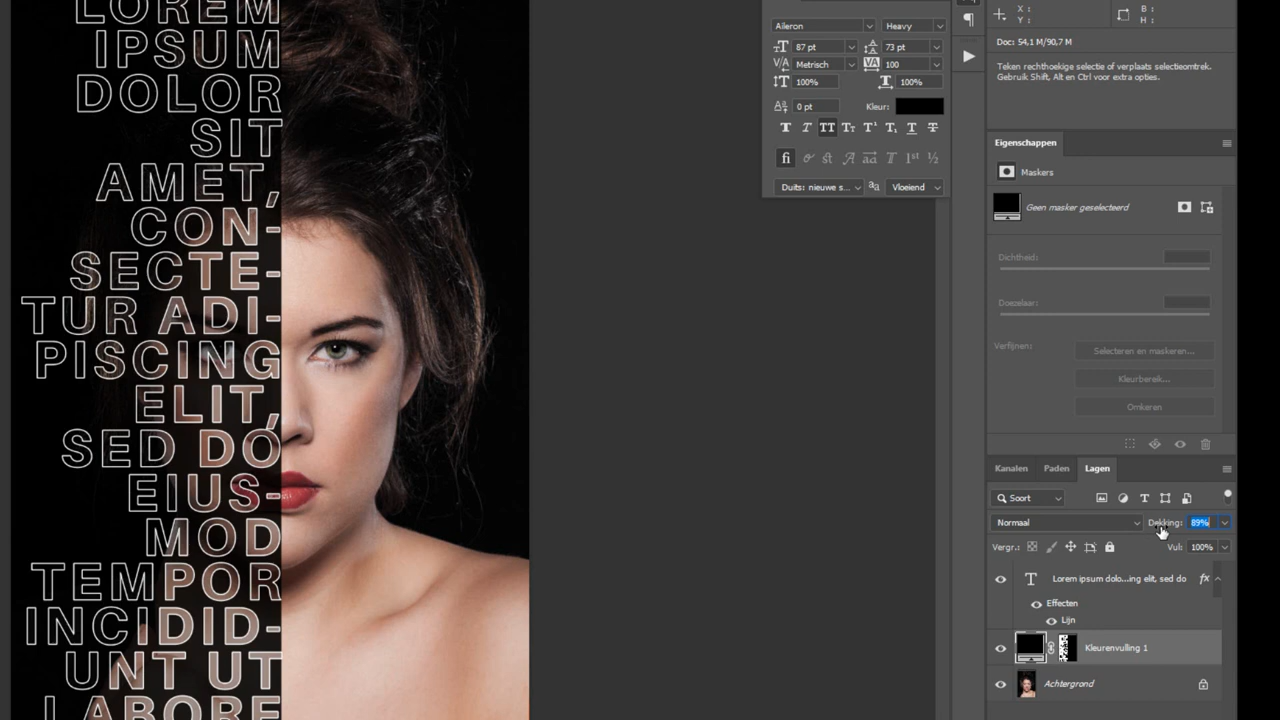 LOREM
IPSUM
DOLOR
SIT
AMET,
CON-
SECTE-
TUR ADI-
PISCING
ELIT,
SED DO
EIUS-
MOD
TEMPOR
INCIDID-
UNT UT
LABORE
Aileron Heavy
87 pt 73 pt
Metrisch 100
100% 100%
0 pt Kleur:
Duits: nieuwe s... Vloeiend
X :
Y :
B :
H :
Doc: 54,1 M/90,7 M
Teken rechthoekige selectie of verplaats selectieomtrek.
Gebruik Shift, Alt en Ctrl voor extra opties.
Eigenschappen
Maskers
Geen masker geselecteerd
Dichtheid:
Doezelaar:
Verfijnen: Selecteren en maskeren...
Kleurbereik...
Omkeren
Kanalen Paden Lagen
Soort
Normaal Dekking: 89%
Vergr.: Vul: 100%
Lorem ipsum dolo...ing elit, sed do fx
Effecten
Lijn
Kleurenvulling 1
Achtergrond